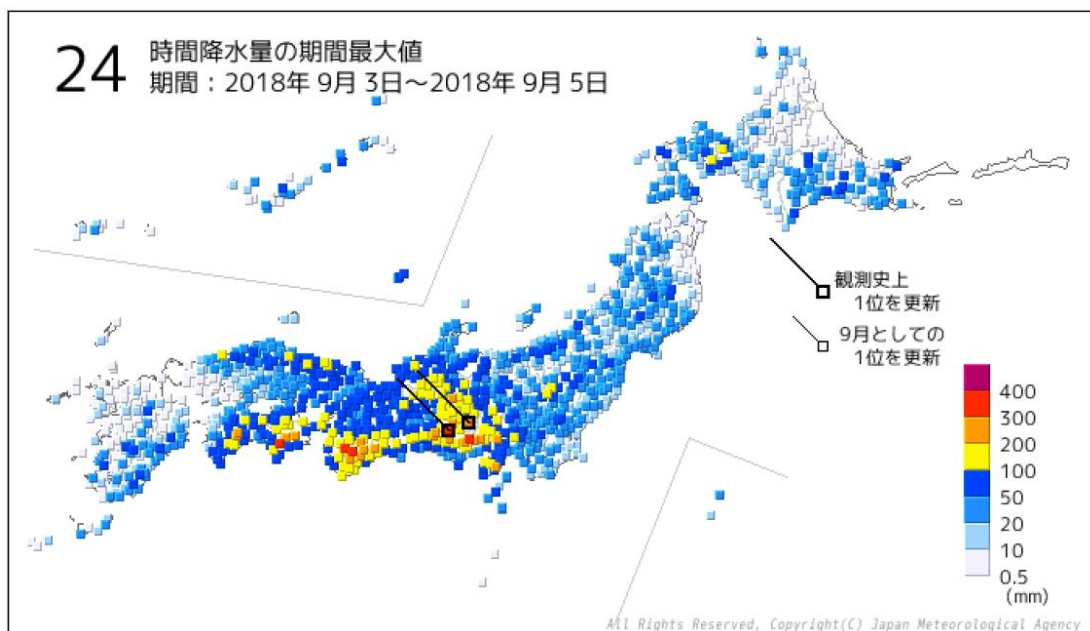 24 時間降水量の期間最大値
期間：2018年 9月 3日～2018年 9月 5日
観測史上
1位を更新
9月としての
1位を更新
400
300
200
100
50
20
10
0.5
(mm)
All Rights Reserved, Copyright(C) Japan Meteorological Agency